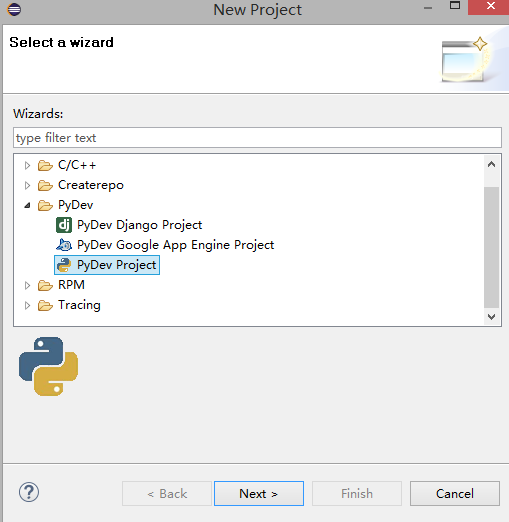 New Project
Select a wizard
Wizards:
type filter text
C/C++
Createrepo
PyDev
dj PyDev Django Project
PyDev Google App Engine Project
PyDev Project
RPM
Tracing
? < Back Next > Finish Cancel